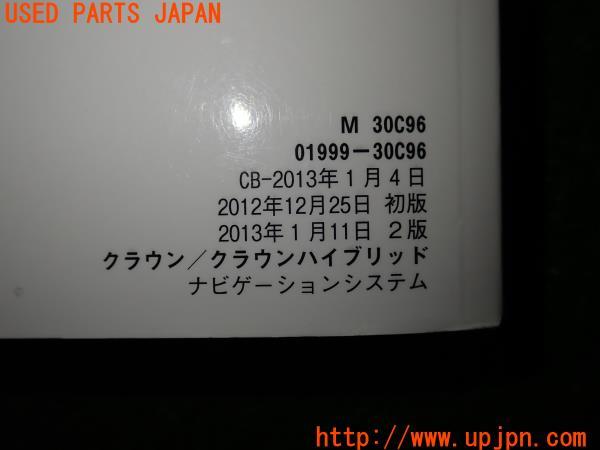 USED PARTS JAPAN
M 30C96
01999-30C96
CB-2013年1月4日
2012年12月25日 初版
2013年1月11日 2版
クラウン/クラウンハイブリッド
ナビゲーションシステム
http://www.upjpn.com